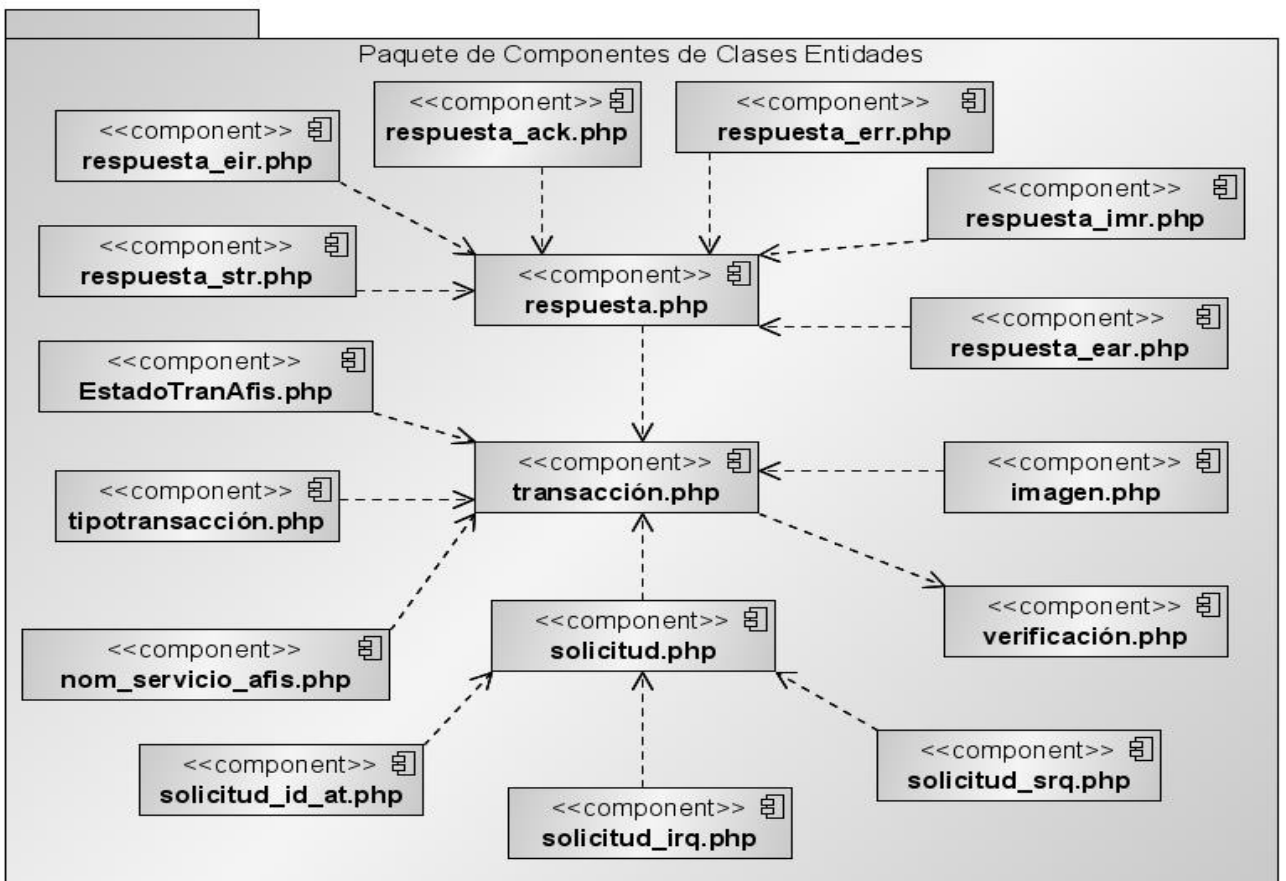 Paquete de Componentes de Clases Entidades
<<component>>
respuesta_eir.php
<<component>>
respuesta_ack.php
<<component>>
respuesta_err.php
<<component>>
respuesta_imr.php
<<component>>
respuesta_str.php
<<component>>
respuesta.php
<<component>>
respuesta_ear.php
<<component>>
EstadoTranAfis.php
<<component>>
transacción.php
<<component>>
imagen.php
<<component>>
tipotransacción.php
<<component>>
solicitud.php
<<component>>
verificación.php
<<component>>
nom_servicio_afis.php
<<component>>
solicitud_id_at.php
<<component>>
solicitud_irq.php
<<component>>
solicitud_srq.php